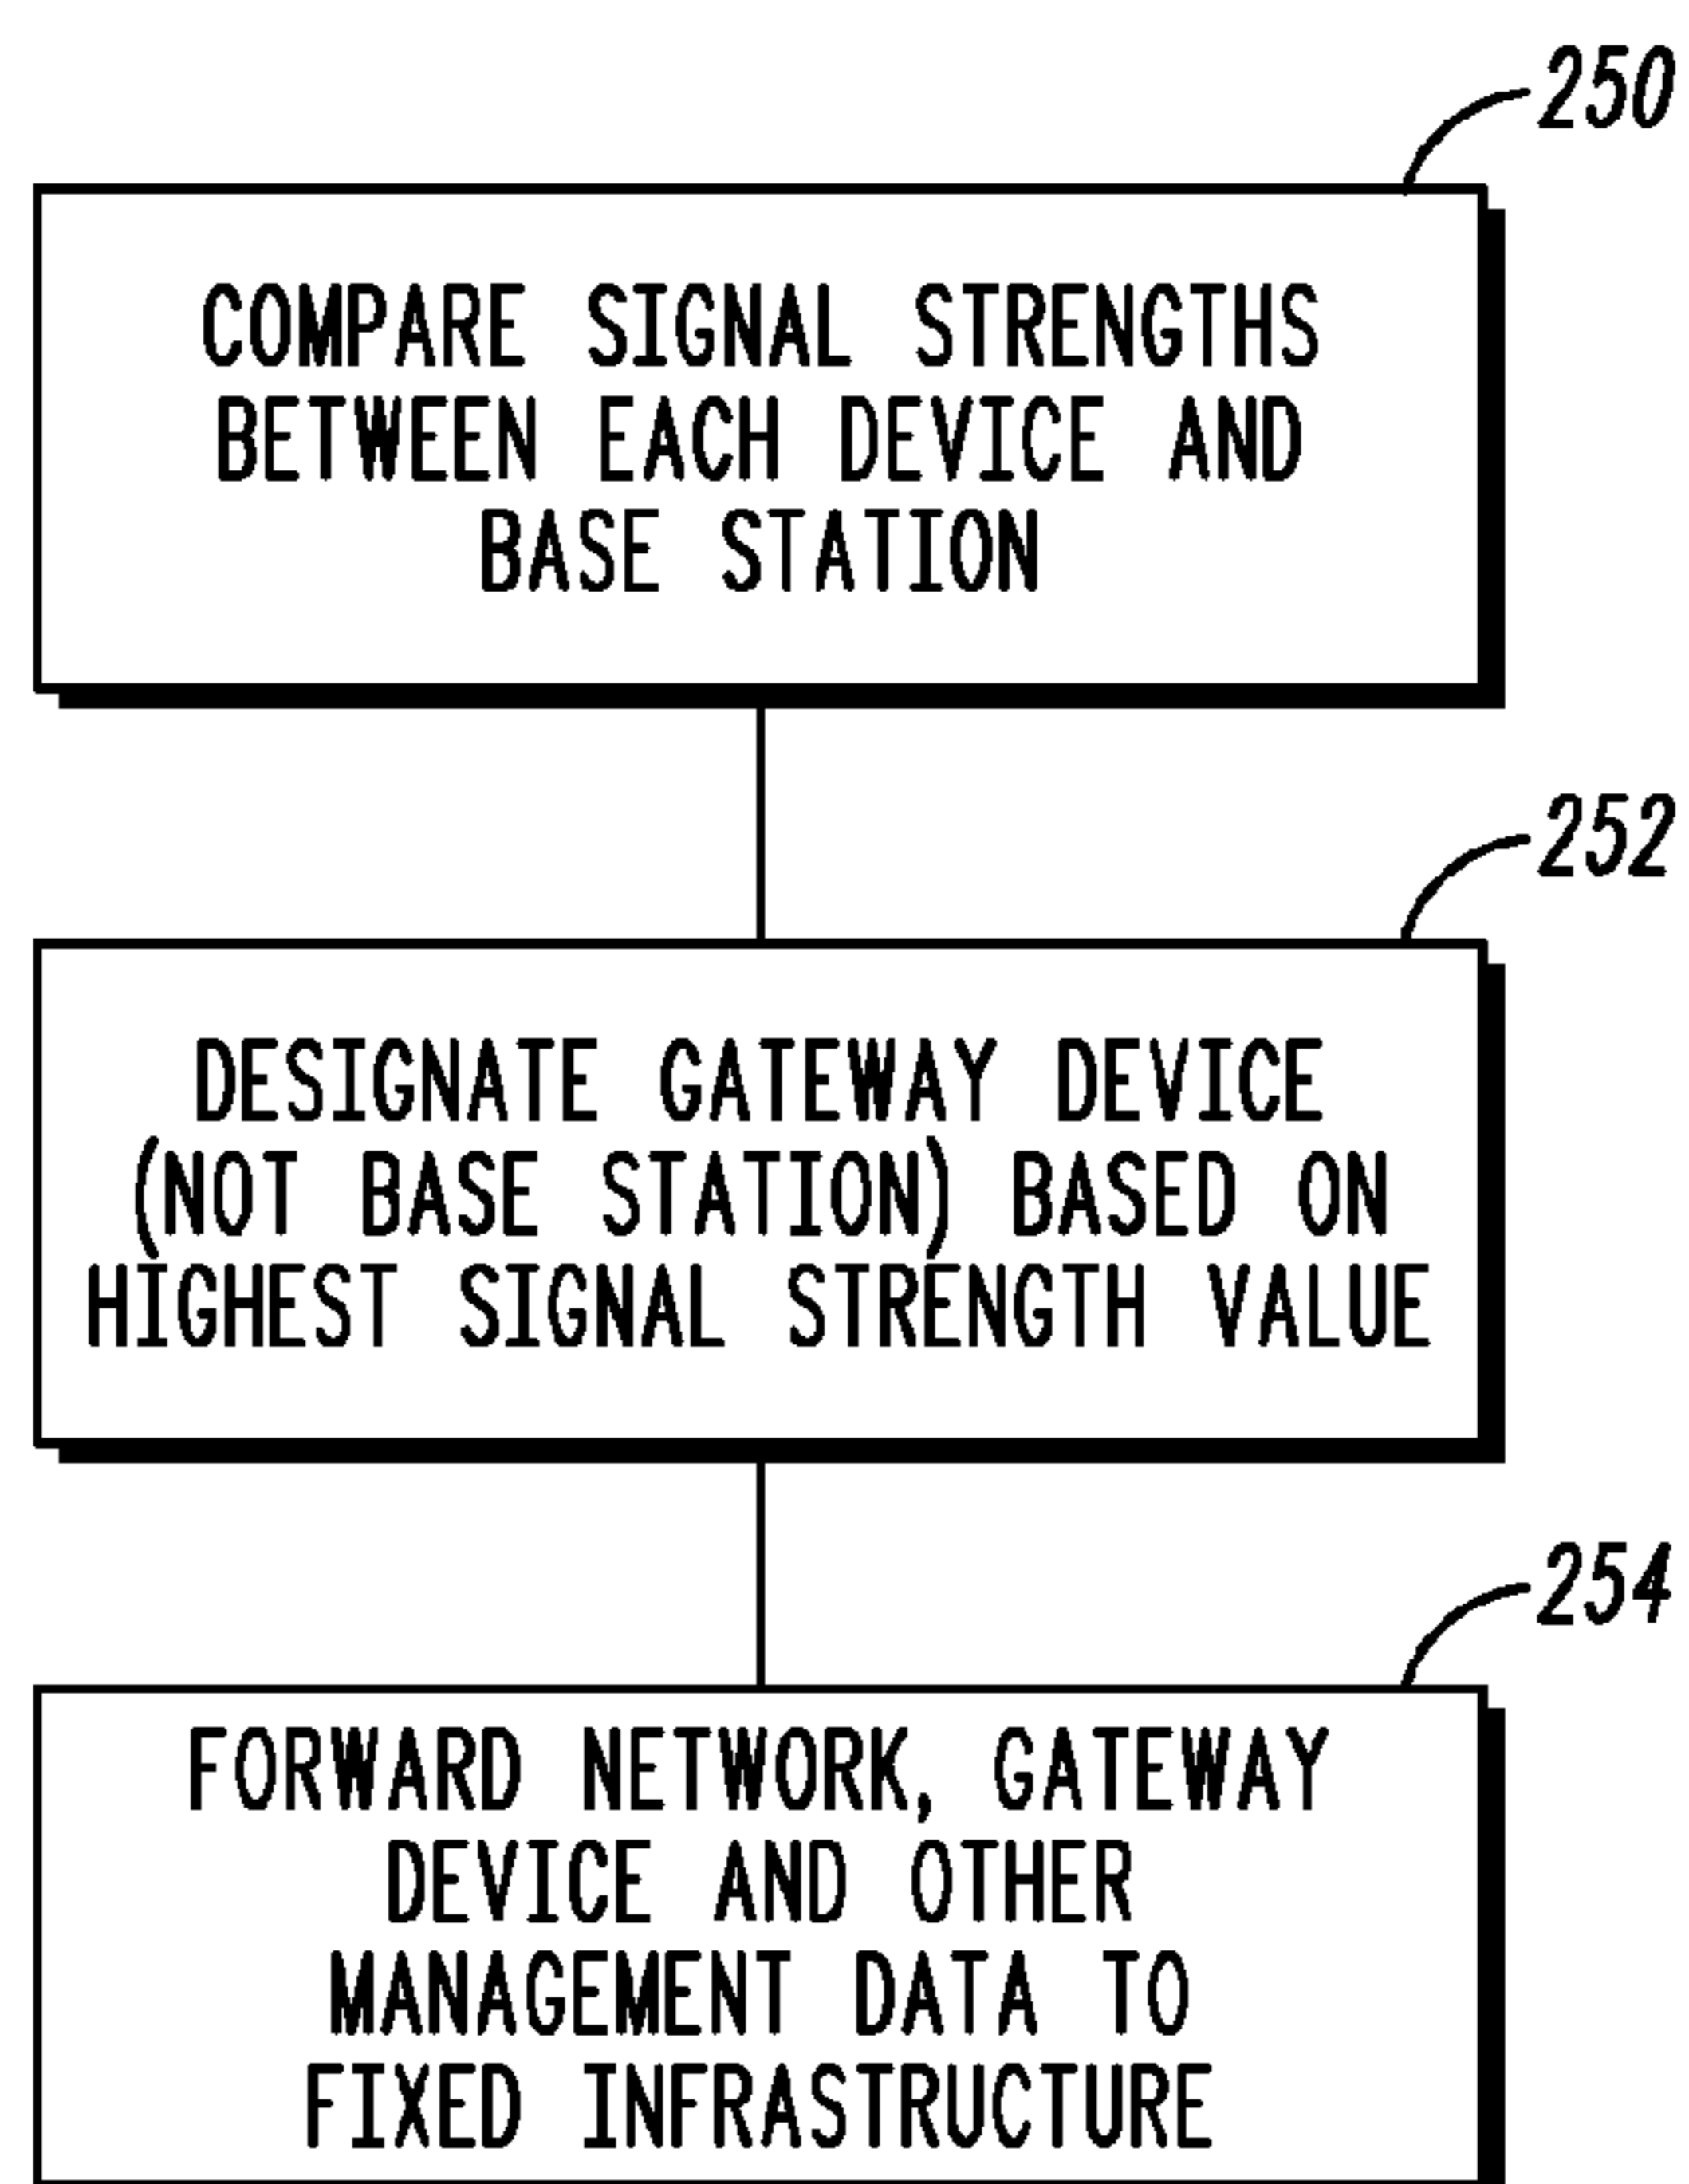 250
COMPARE SIGNAL STRENGTHS
BETWEEN EACH DEVICE AND
BASE STATION
252
DESIGNATE GATEWAY DEVICE
(NOT BASE STATION) BASED ON
HIGHEST SIGNAL STRENGTH VALUE
254
FORWARD NETWORK, GATEWAY
DEVICE AND OTHER
MANAGEMENT DATA TO
FIXED INFRASTRUCTURE